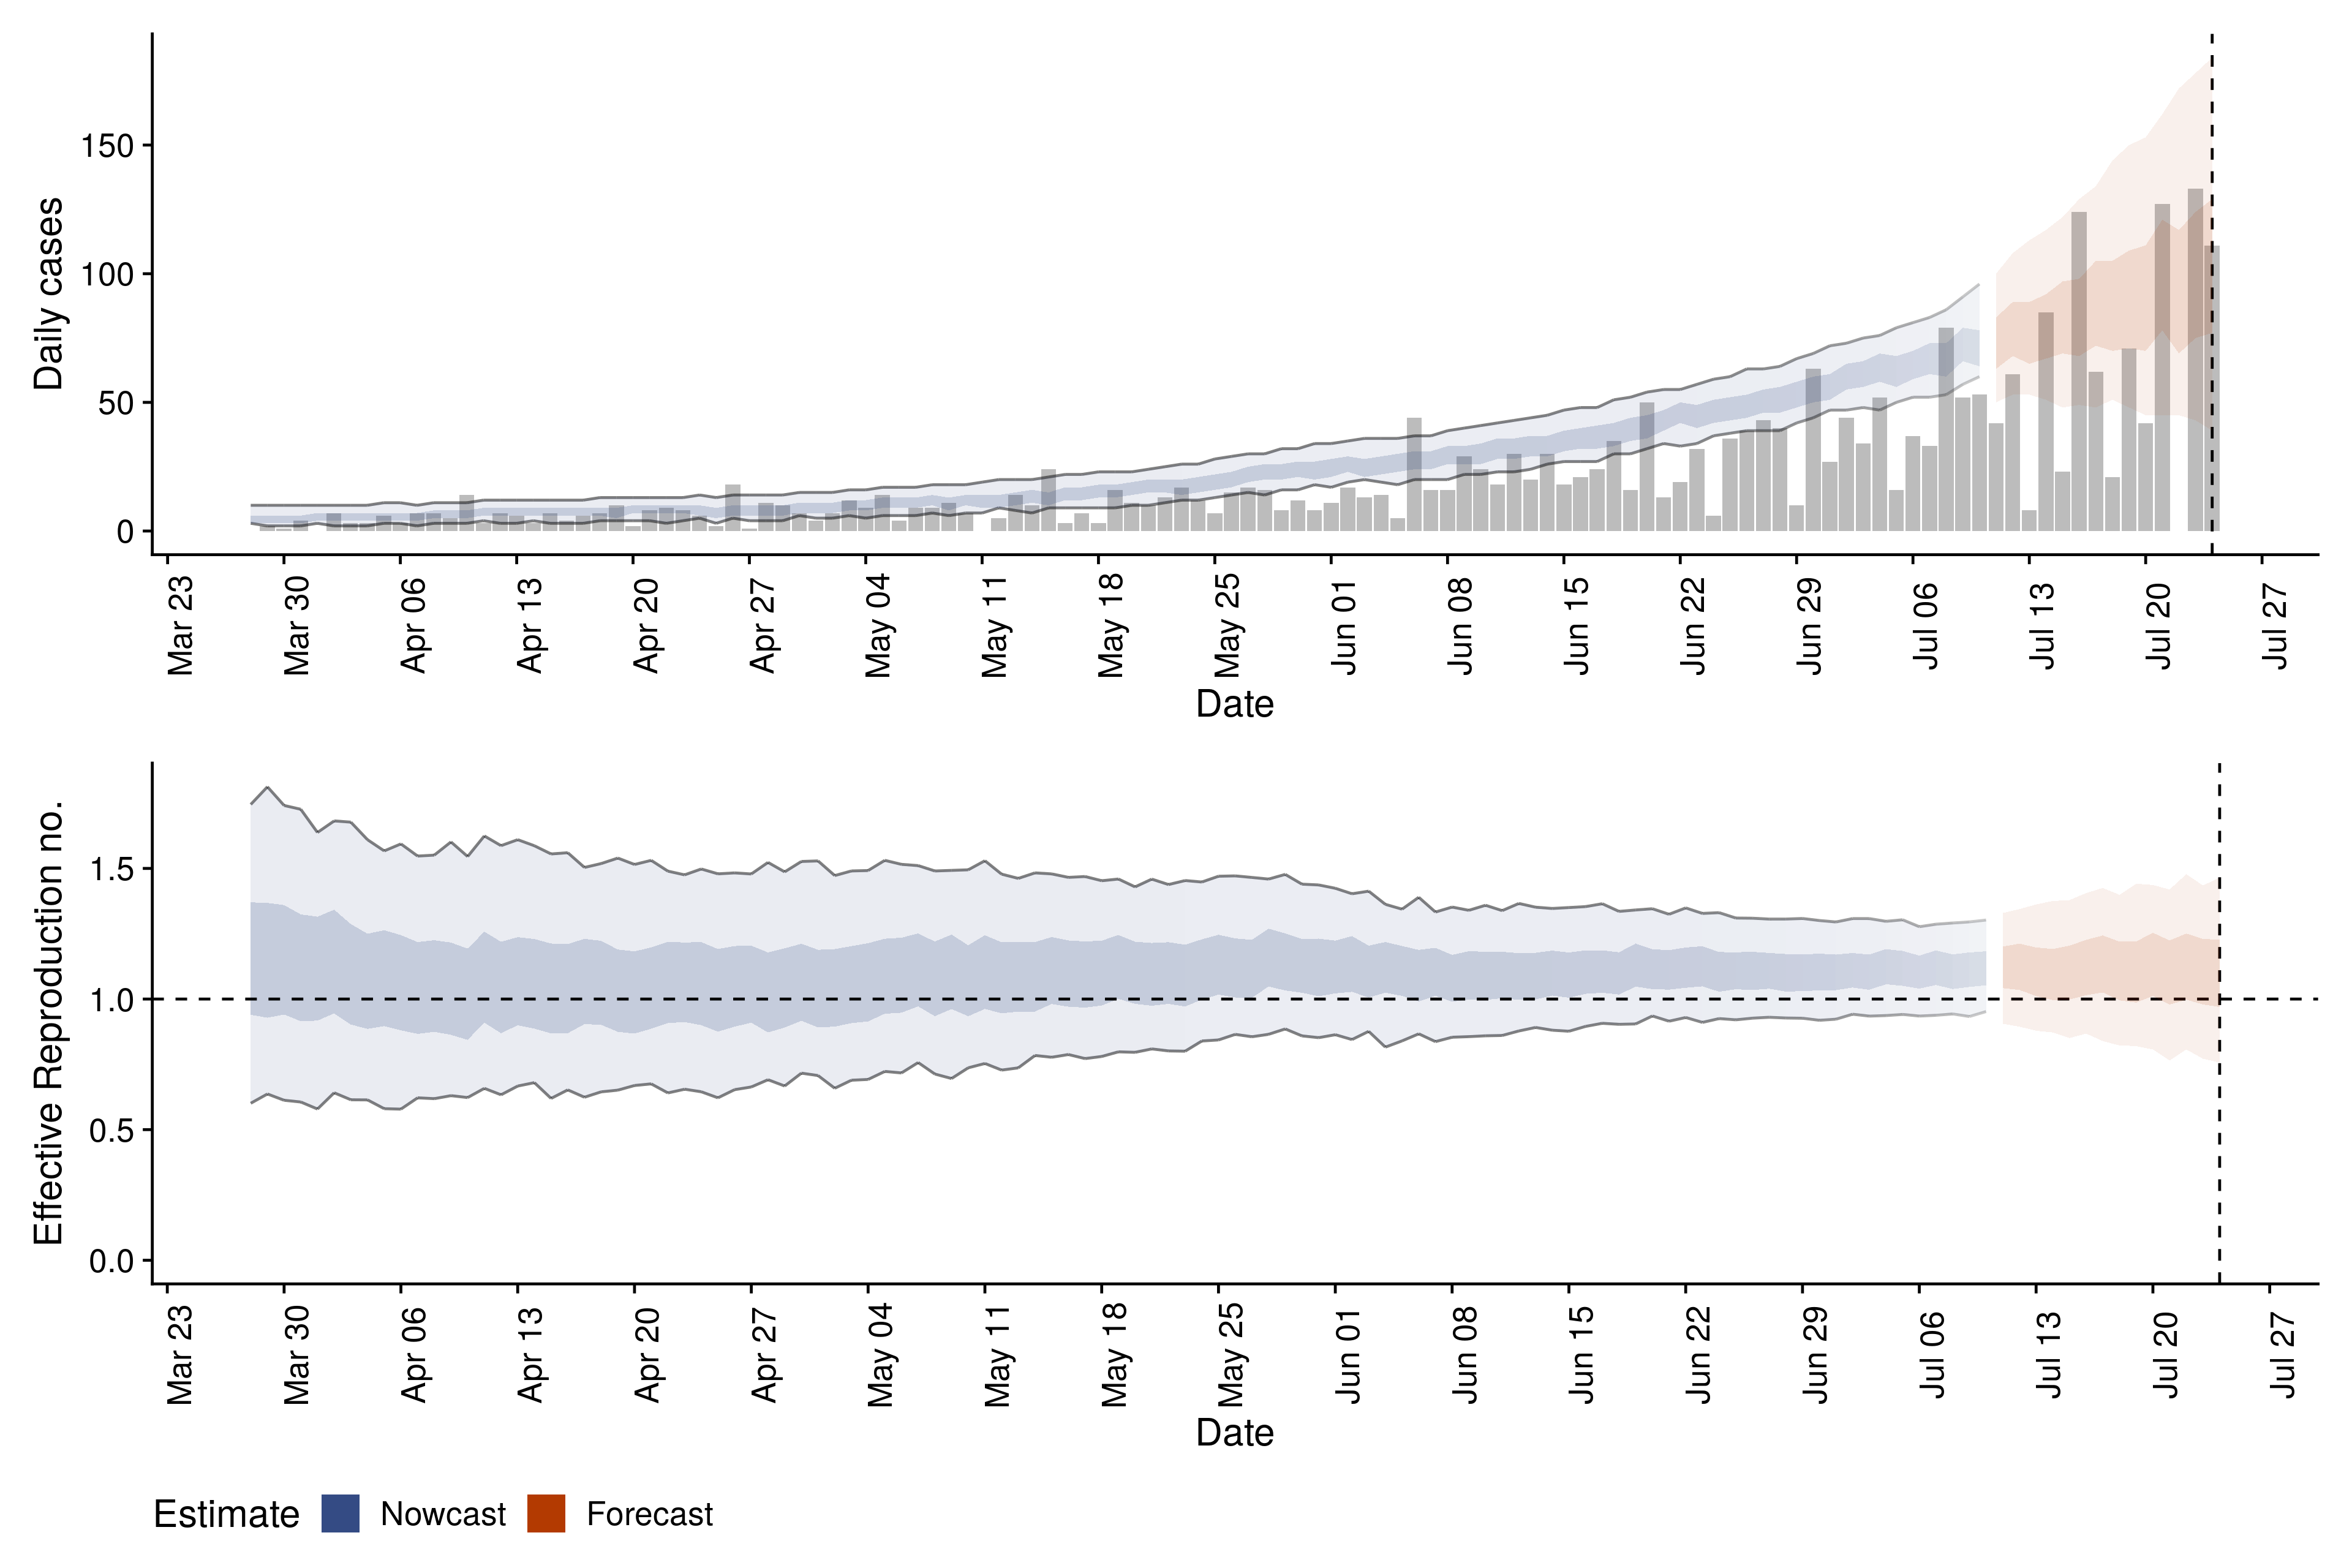 Daily cases
150
100
50
0
Mar 23
Mar 30
Apr 06
Apr 13
Apr 20
Apr 27
May 04
May 11
May 18
May 25
Jun 01
Jun 08
Jun 15
Jun 22
Jun 29
Jul 06
Jul 13
Jul 20
Jul 27
Date
Effective Reproduction no.
1.5
1.0
0.5
0.0
Mar 23
Mar 30
Apr 06
Apr 13
Apr 20
Apr 27
May 04
May 11
May 18
May 25
Jun 01
Jun 08
Jun 15
Jun 22
Jun 29
Jul 06
Jul 13
Jul 20
Jul 27
Date
Estimate Nowcast Forecast